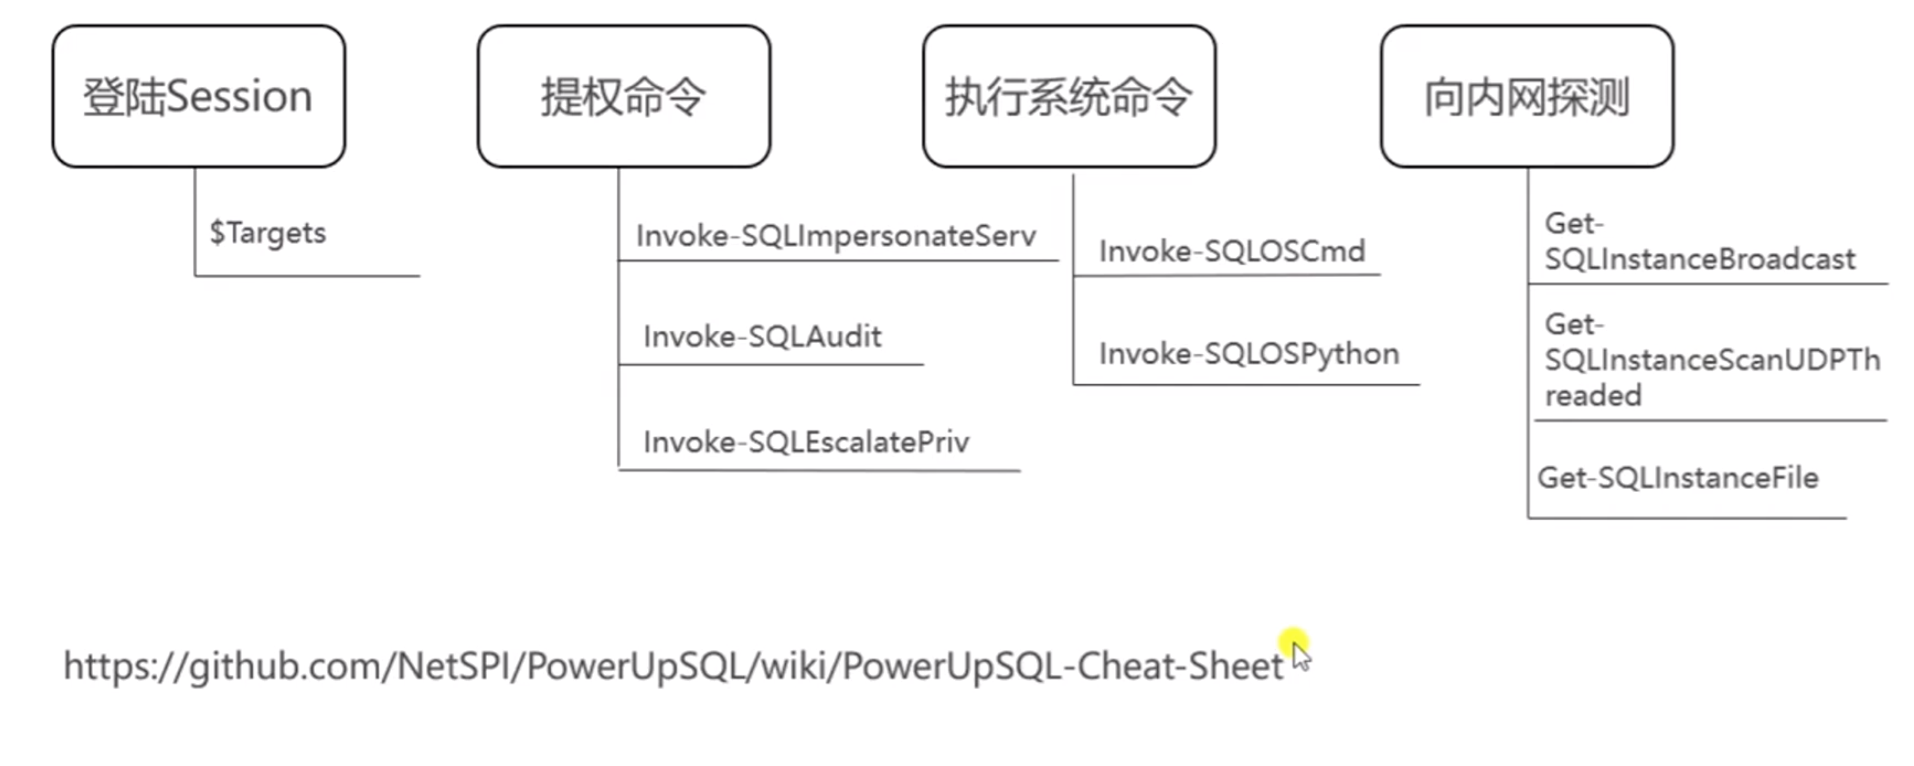 登陆Session
提权命令
执行系统命令
向内网探测
$Targets
Invoke-SQLImpersonateServ
Invoke-SQLAudit
Invoke-SQLEscalatePriv
Invoke-SQLOSCmd
Invoke-SQLOSPython
Get-
SQLInstanceBroadcast
Get-
SQLInstanceScanUDPTh
readed
Get-SQLInstanceFile
https://github.com/NetSPI/PowerUpSQL/wiki/PowerUpSQL-Cheat-Sheet